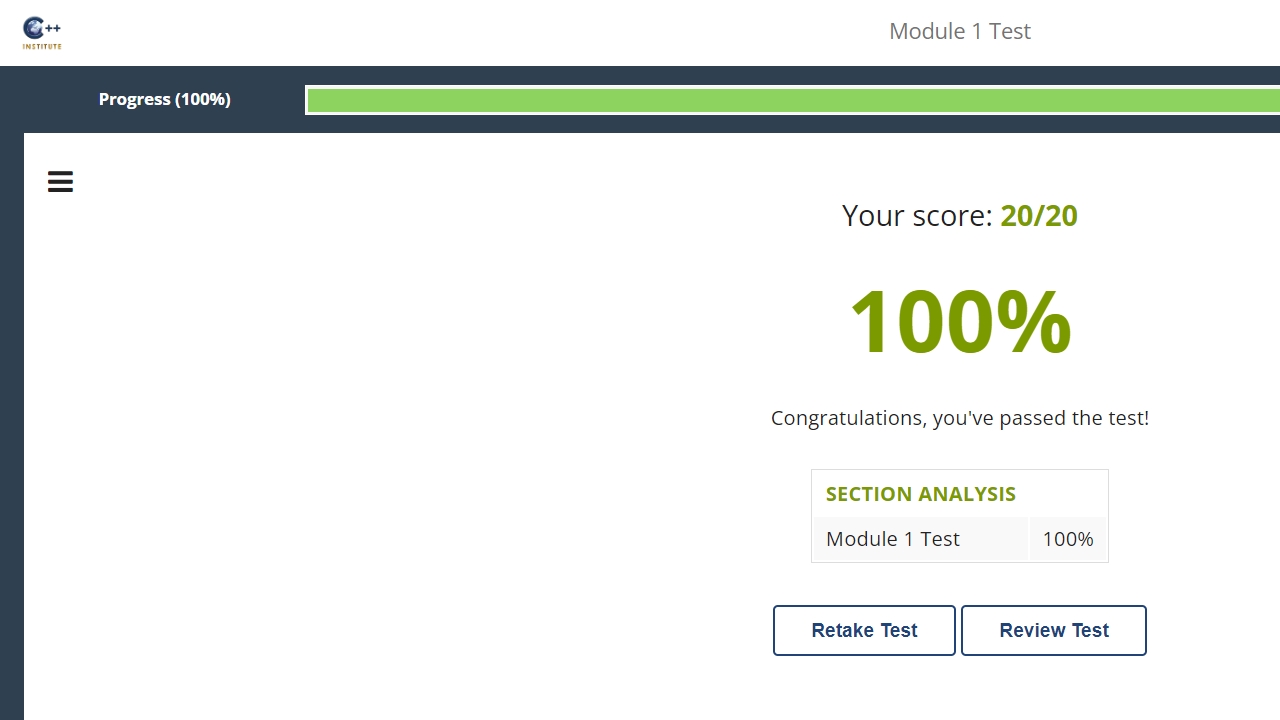 C++
INSTITUTE
Module 1 Test
Progress (100%)
Your score: 20/20
100%
Congratulations, you've passed the test!
SECTION ANALYSIS
Module 1 Test 100%
Retake Test Review Test